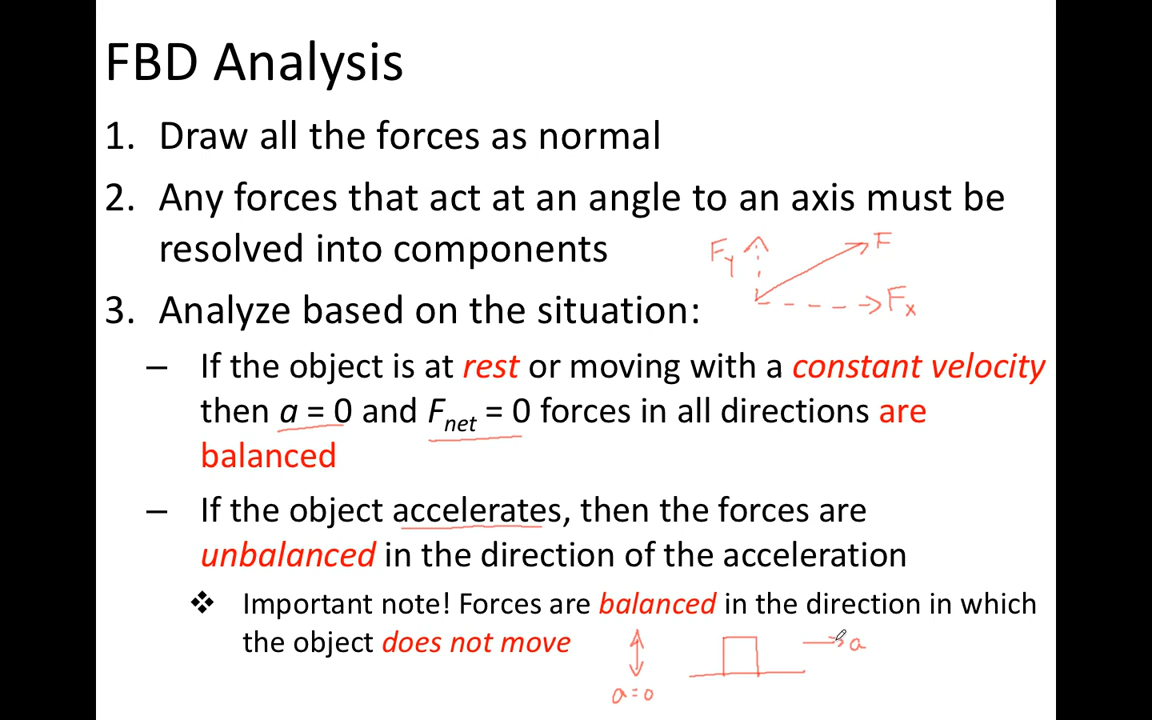 FBD Analysis
1. Draw all the forces as normal
2. Any forces that act at an angle to an axis must be
resolved into components
Fy F
Fx
3. Analyze based on the situation:
– If the object is at rest or moving with a constant velocity
then a = 0 and Fnet = 0 forces in all directions are
balanced
– If the object accelerates, then the forces are
unbalanced in the direction of the acceleration
❖ Important note! Forces are balanced in the direction in which
the object does not move
a
a = 0